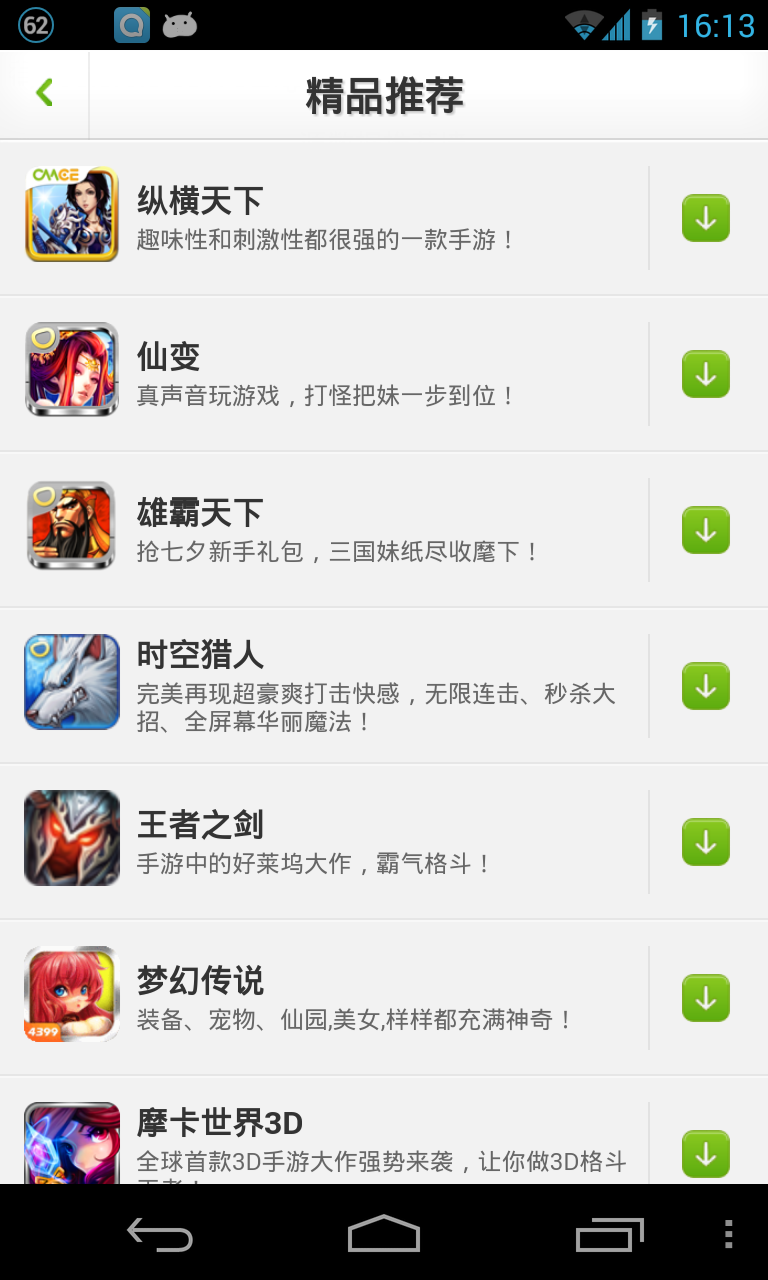 62
16:13
精品推荐
CMGE
纵横天下
趣味性和刺激性都很强的一款手游！
仙变
真声音玩游戏，打怪把妹一步到位！
雄霸天下
抢七夕新手礼包，三国妹纸尽收麾下！
时空猎人
完美再现超豪爽打击快感，无限连击、秒杀大
招、全屏幕华丽魔法！
王者之剑
手游中的好莱坞大作，霸气格斗！
梦幻传说
装备、宠物、仙园,美女,样样都充满神奇！
4399
摩卡世界3D
全球首款3D手游大作强势来袭，让你做3D格斗